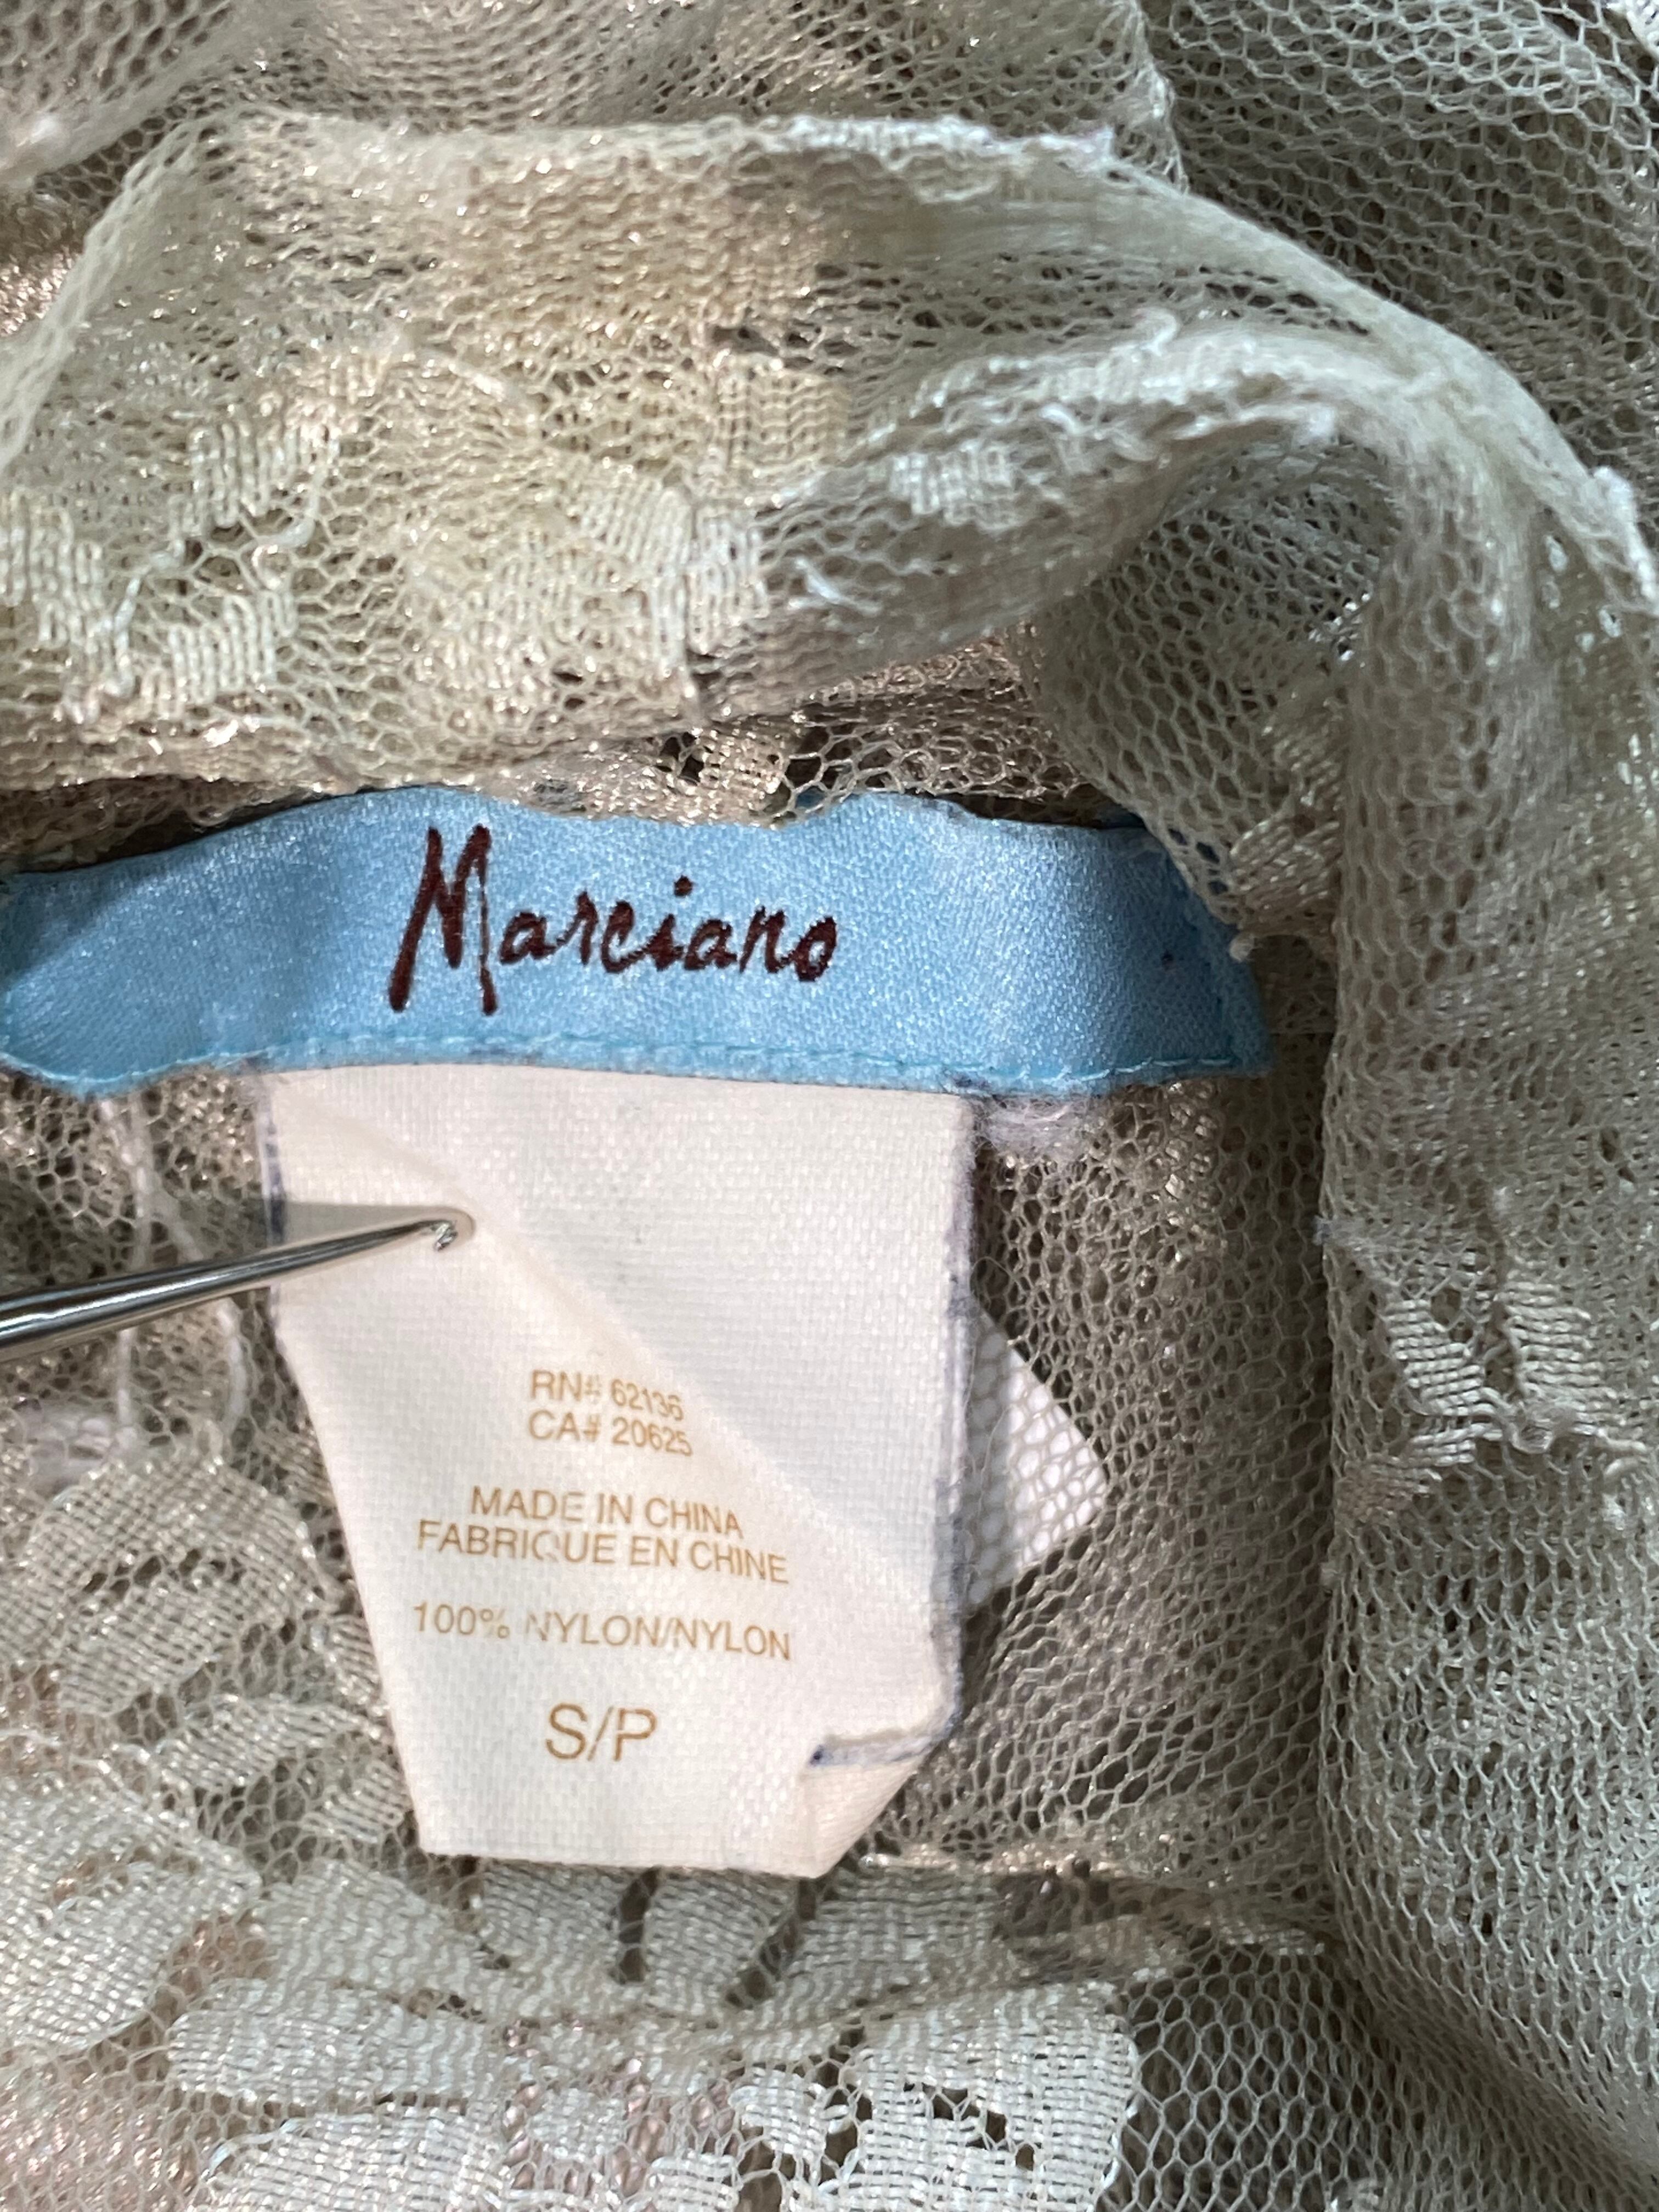 Marciano
RN# 62136
CA# 20625
MADE IN CHINA
FABRIQUE EN CHINE
100% NYLON/NYLON
S/P